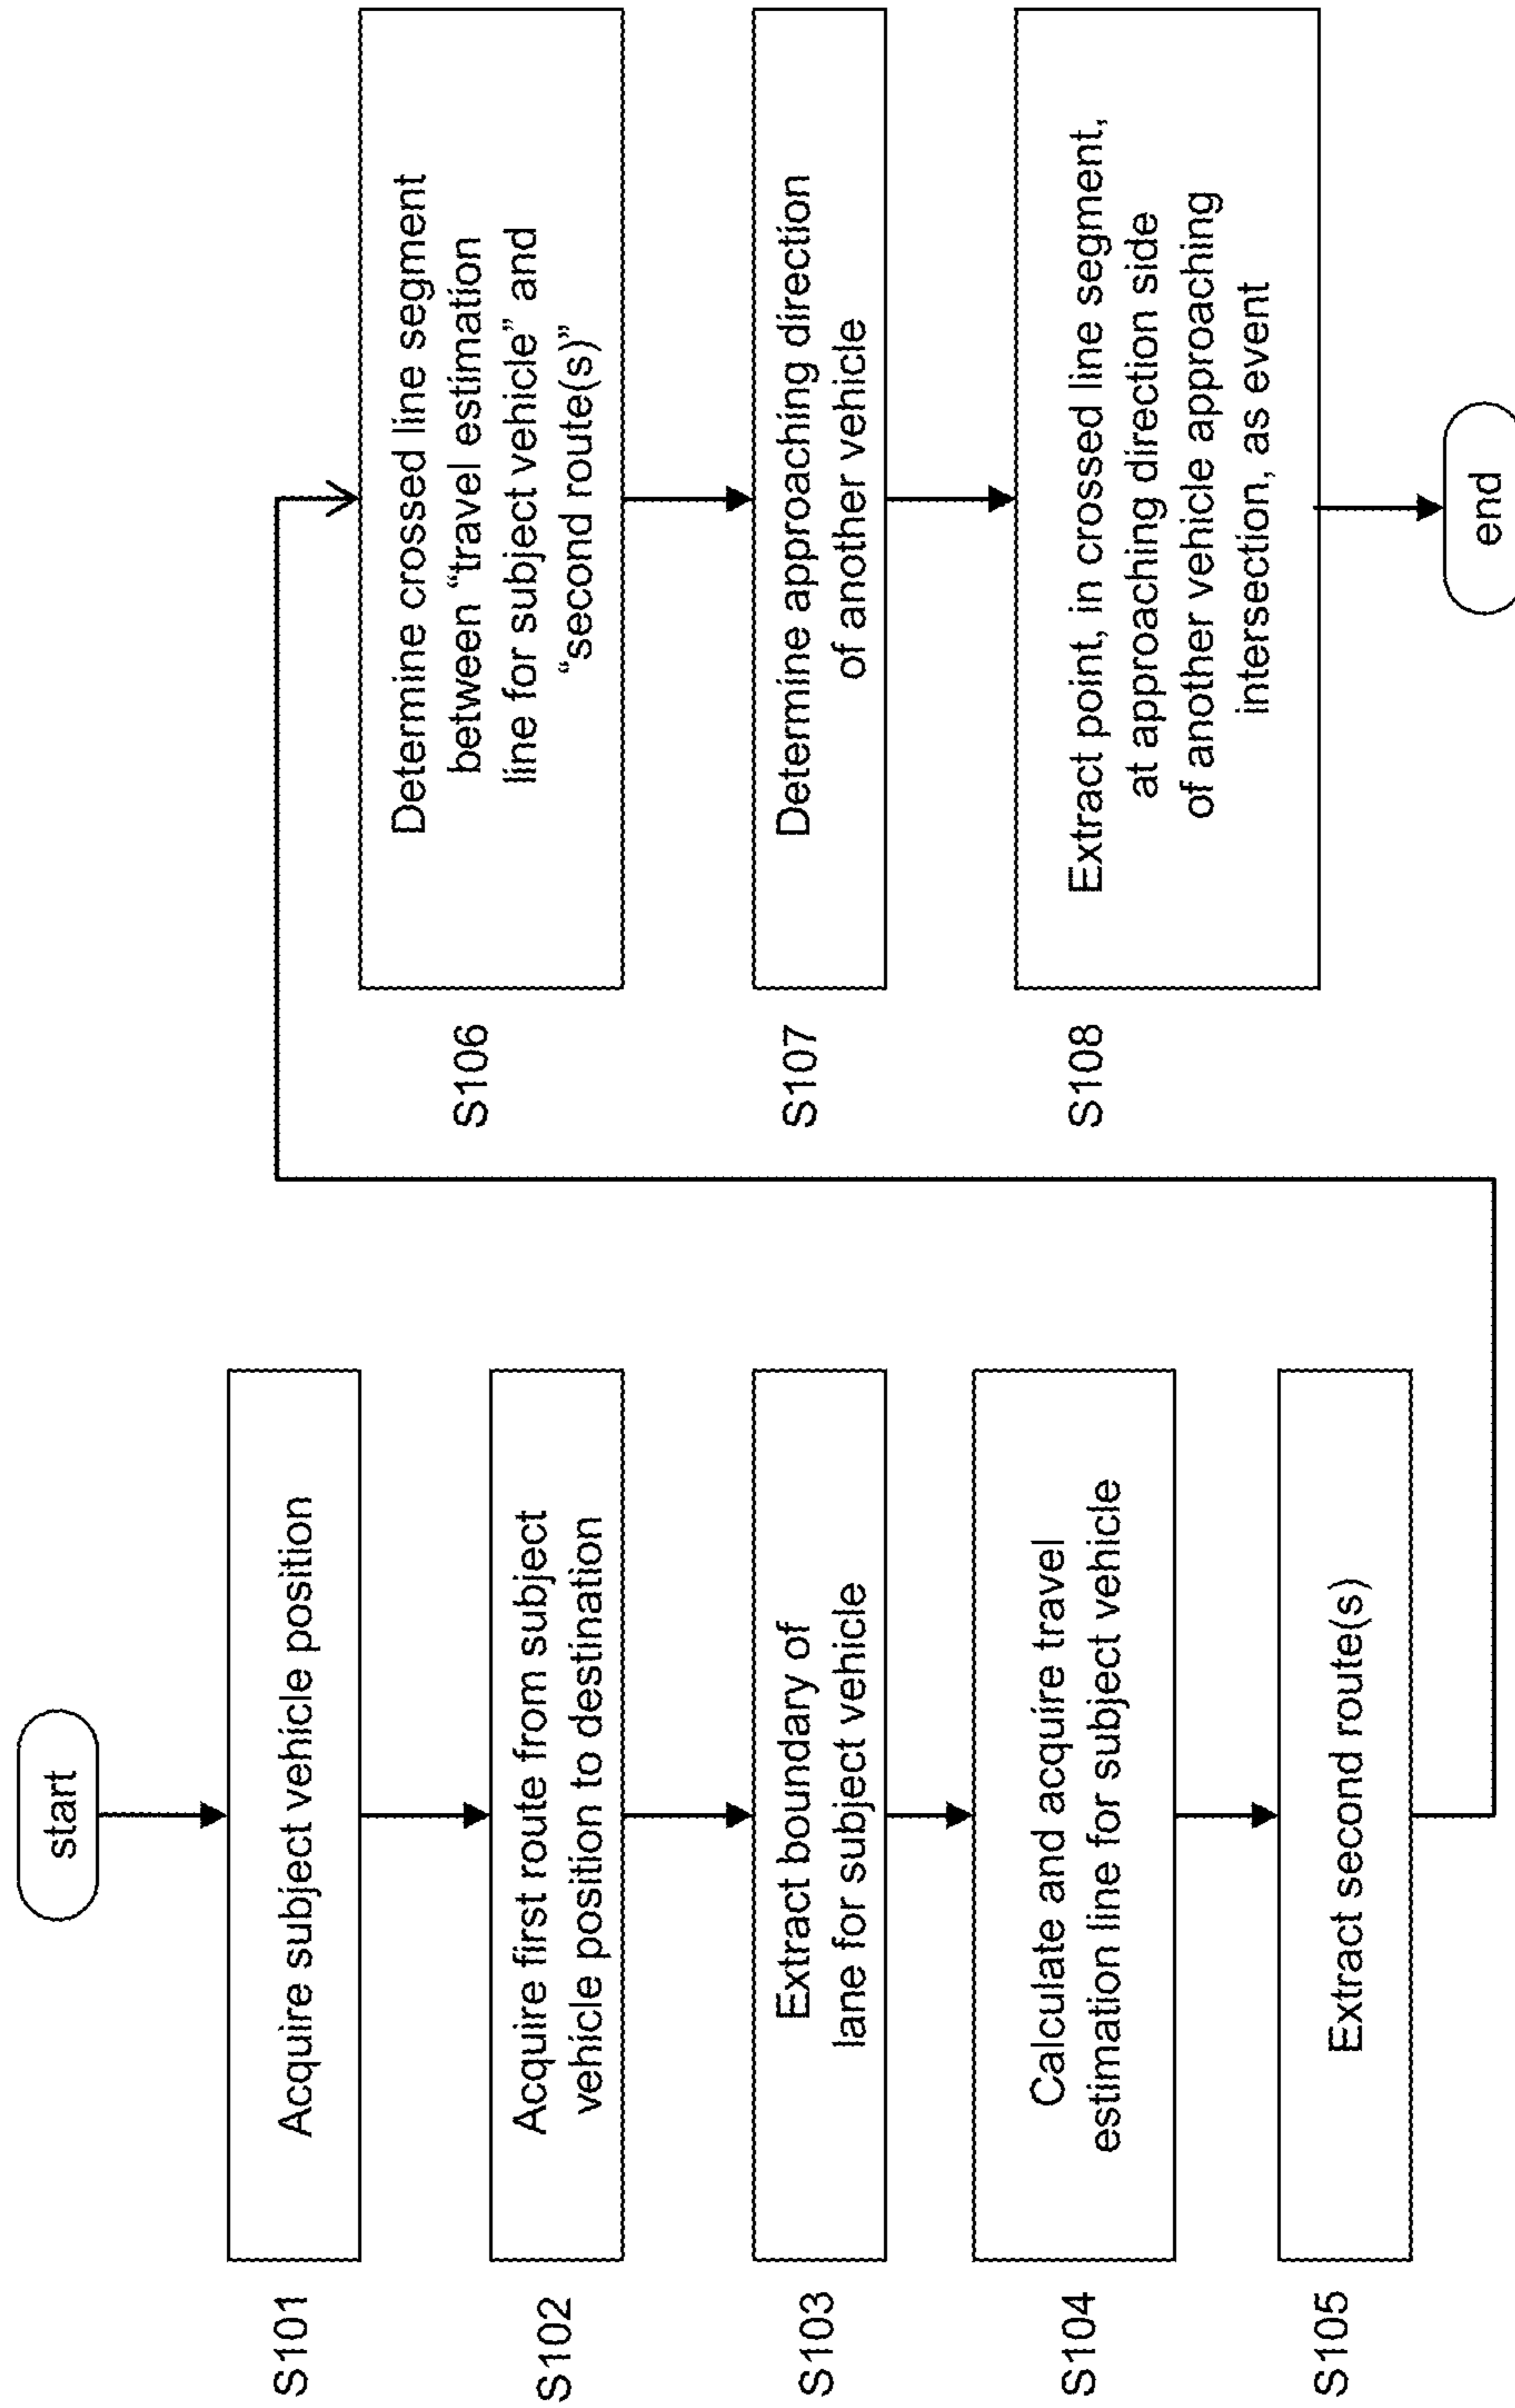 start
S101
Acquire subject vehicle position
S102
Acquire first route from subject
vehicle position to destination
S103
Extract boundary of
lane for subject vehicle
S104
Calculate and acquire travel
estimation line for subject vehicle
S105
Extract second route(s)
S106
Determine crossed line segment
between “travel estimation
line for subject vehicle” and
“second route(s)”
S107
Determine approaching direction
of another vehicle
S108
Extract point, in crossed line segment,
at approaching direction side
of another vehicle approaching
intersection, as event
end